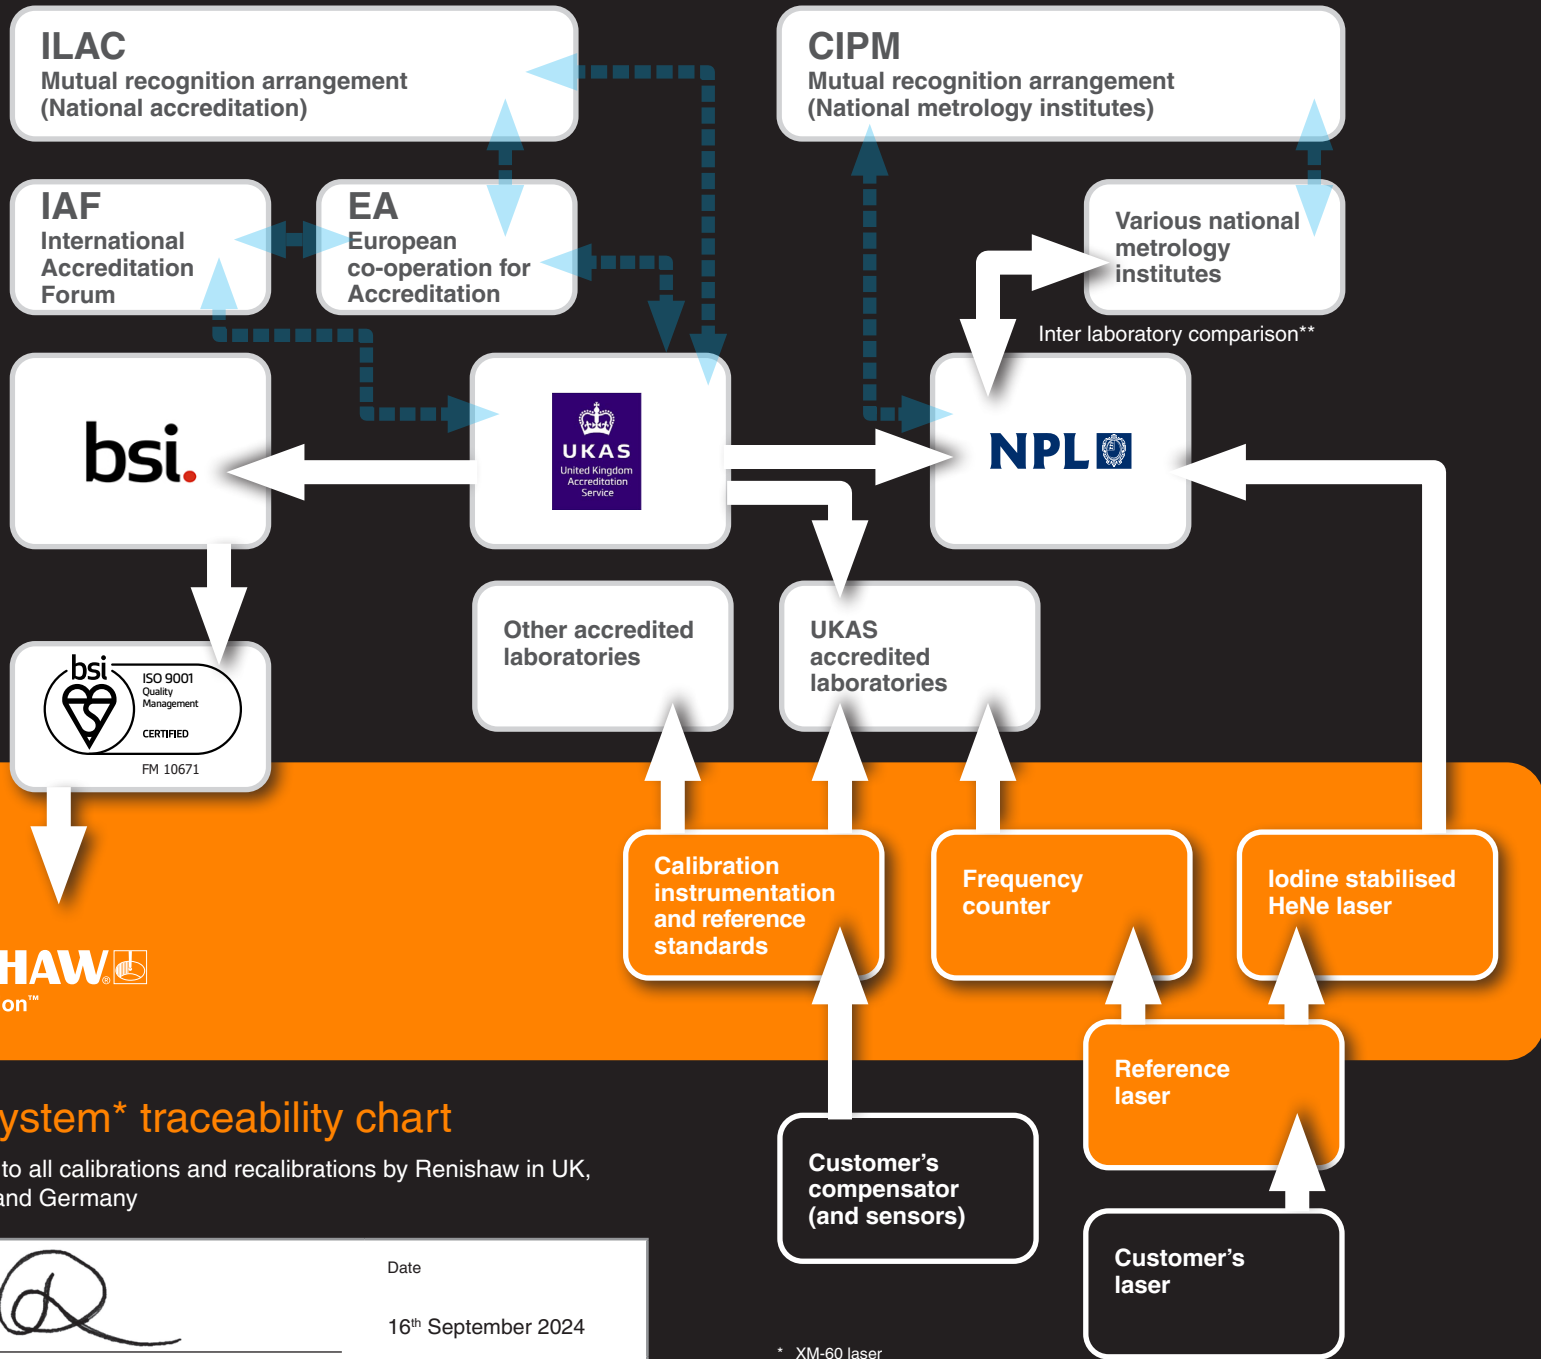 ILAC
Mutual recognition arrangement
(National accreditation)
CIPM
Mutual recognition arrangement
(National metrology institutes)
IAF
International
Accreditation
Forum
EA
European
co-operation for
Accreditation
Various national
metrology
institutes
Inter laboratory comparison**
bsi.
UKAS
United Kingdom
Accreditation
Service
NPL
Other accredited
laboratories
UKAS
accredited
laboratories
bsi
ISO 9001
Quality
Management
CERTIFIED
FM 10671
Calibration
instrumentation
and reference
standards
Frequency
counter
Iodine stabilised
HeNe laser
HAW®
on™
Reference
laser
ystem* traceability chart
to all calibrations and recalibrations by Renishaw in UK,
and Germany
Customer's
compensator
(and sensors)
Customer's
laser
Date
16th September 2024
* XM-60 laser